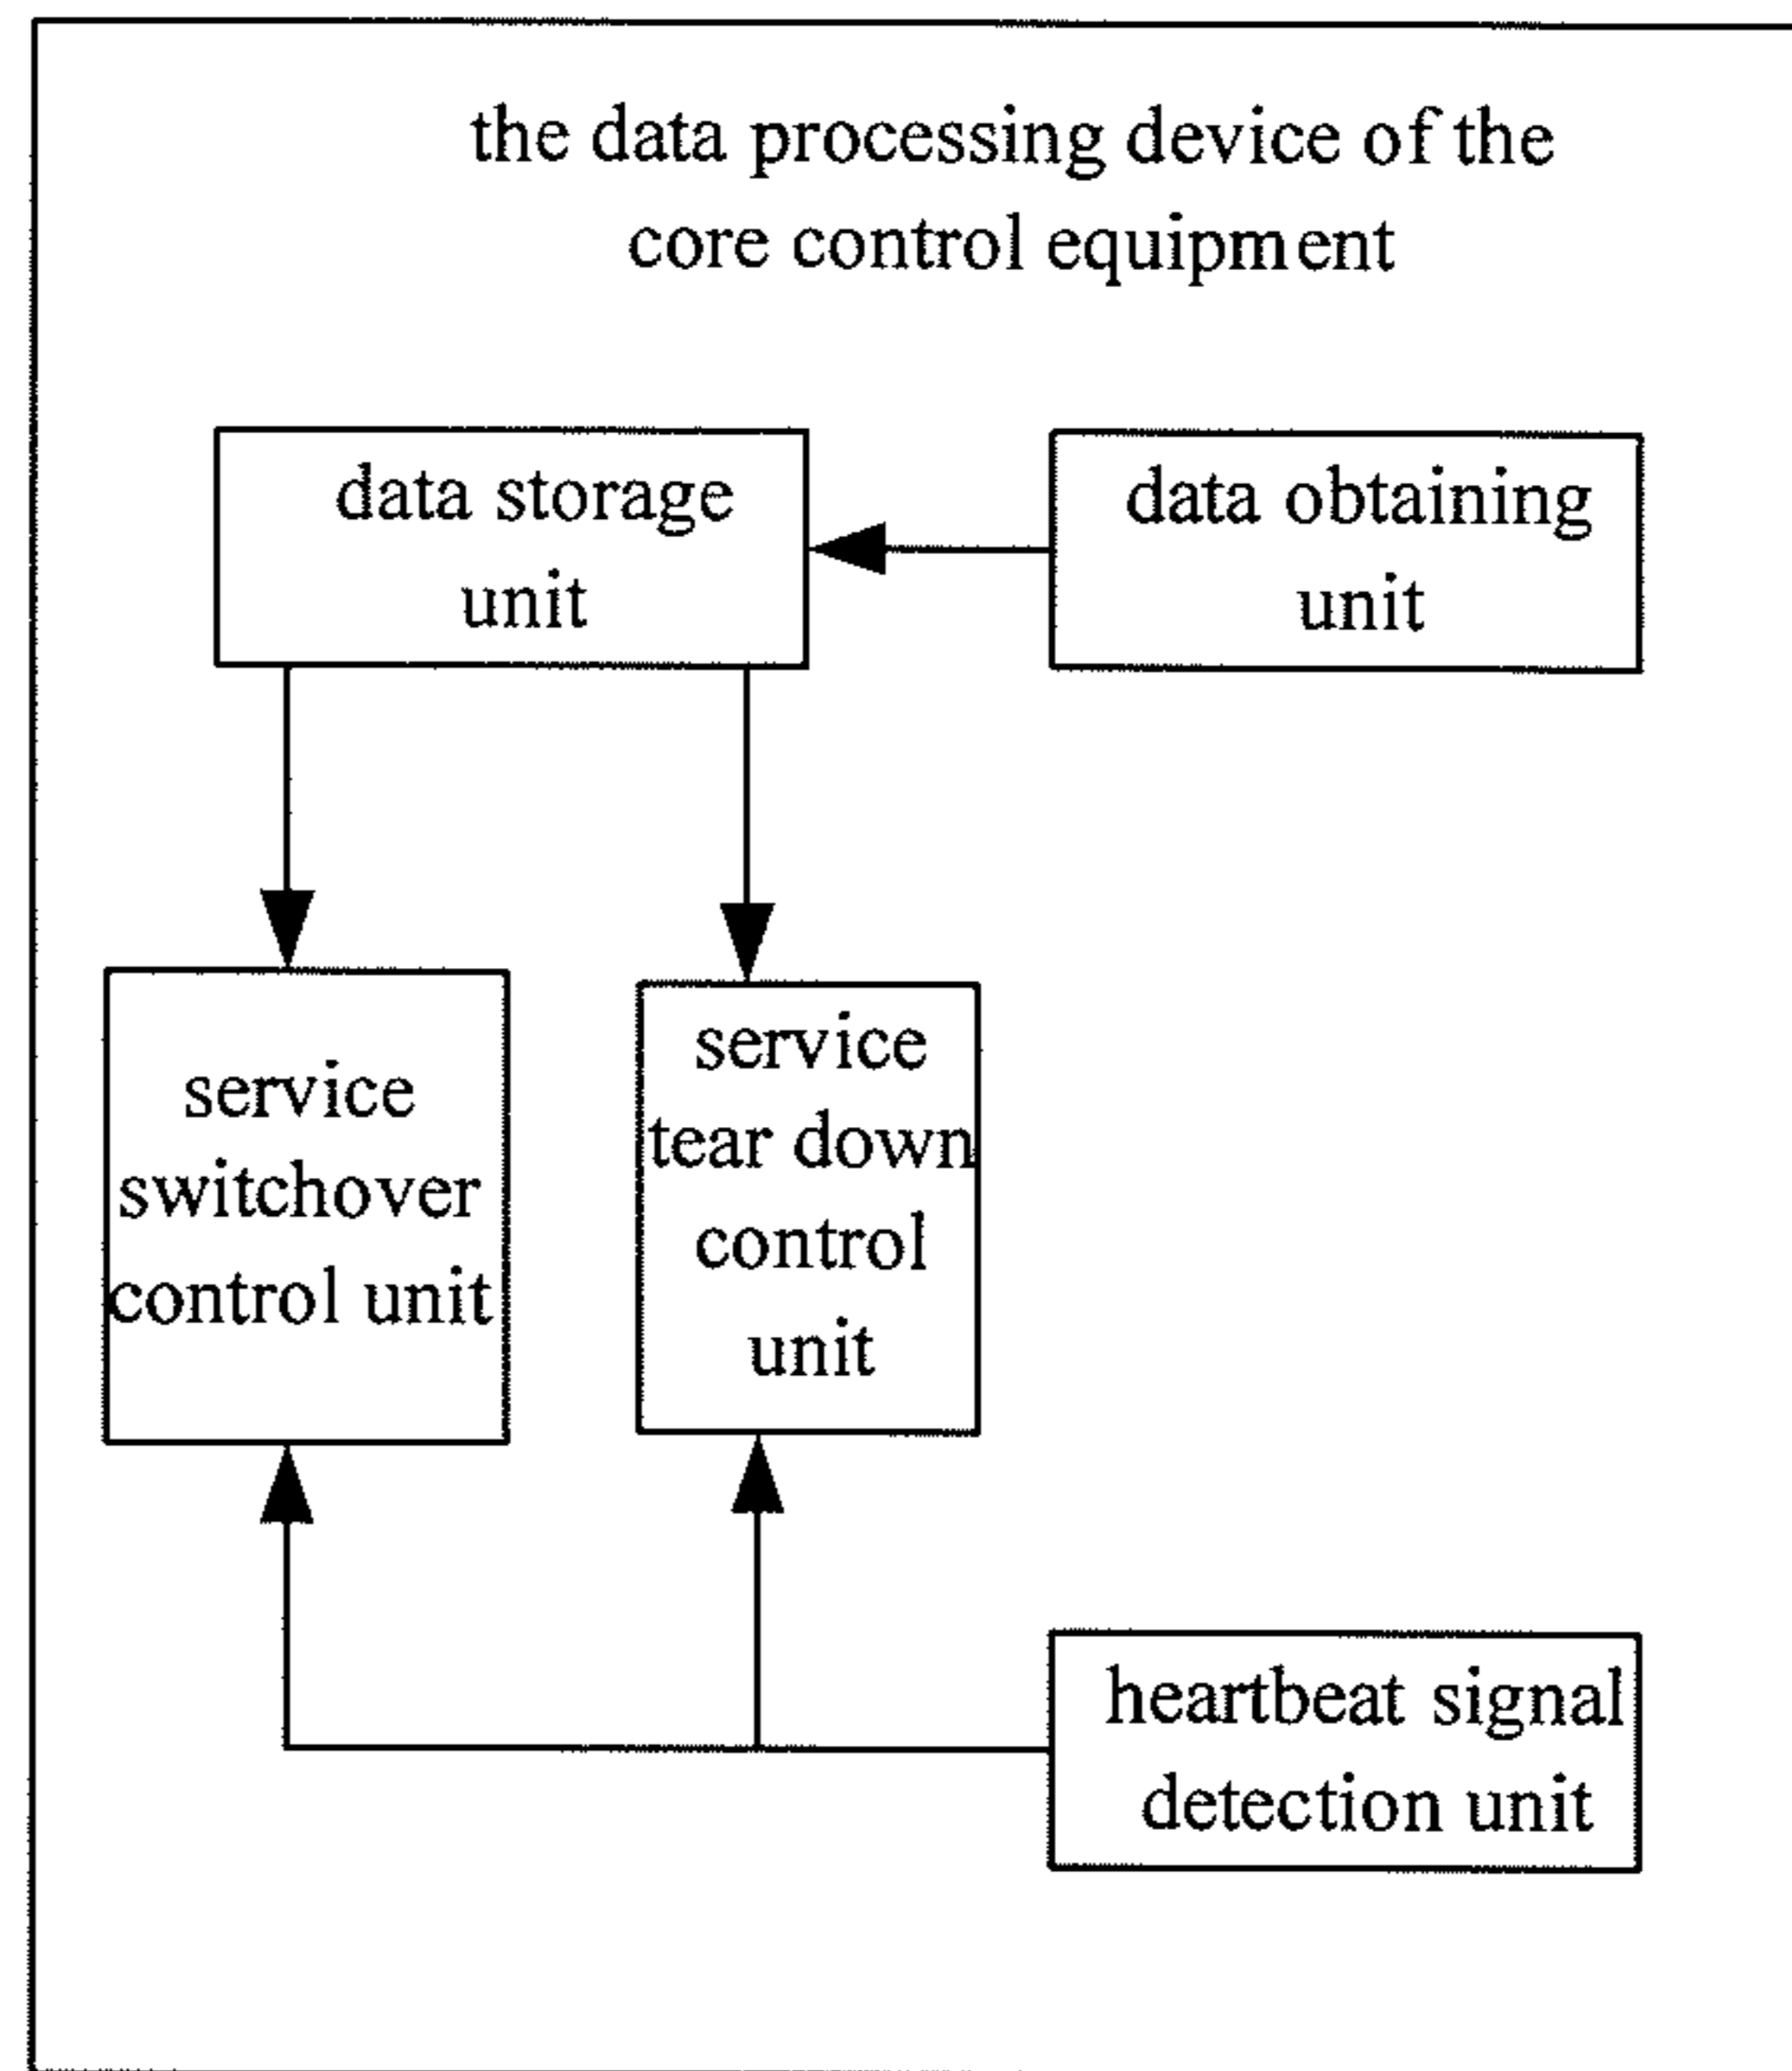 the data processing device of the
core control equipment
data storage
unit
data obtaining
unit
service
switchover
control unit
service
tear down
control
unit
heartbeat signal
detection unit